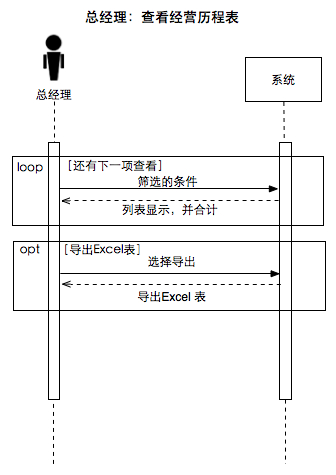 总经理：查看经营历程表
总经理
系统
loop
[还有下一项查看]
筛选的条件
列表显示，并合计
opt
[导出Excel表]
选择导出
导出Excel 表